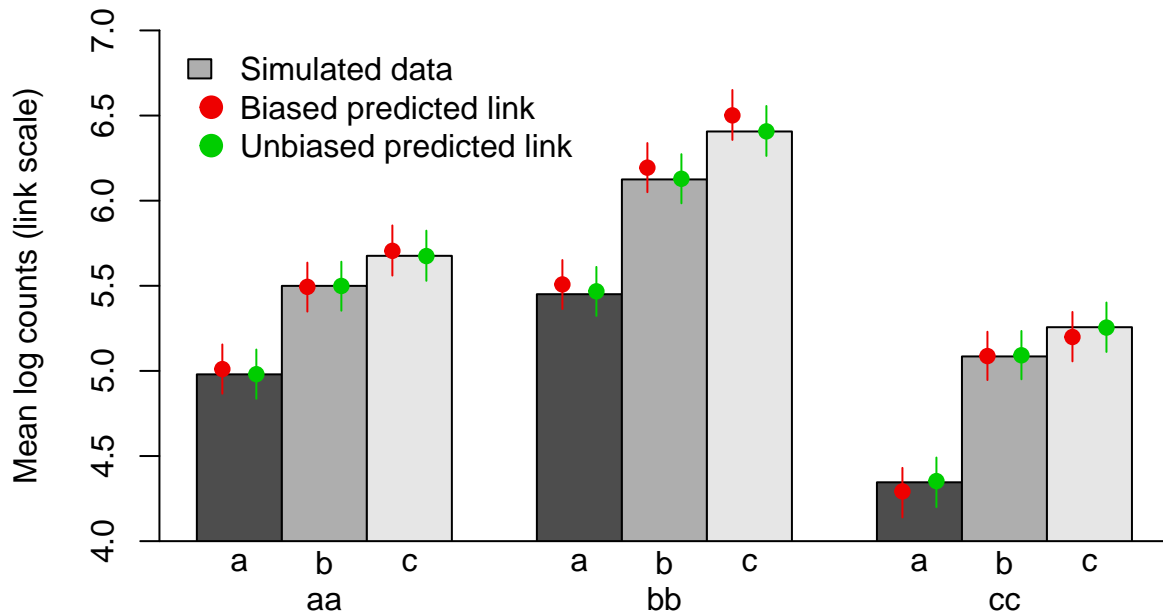 Mean log counts (link scale)
7.0
6.5
6.0
5.5
5.0
4.5
4.0
Simulated data
Biased predicted link
Unbiased predicted link
a b c a b c a b c
aa bb cc